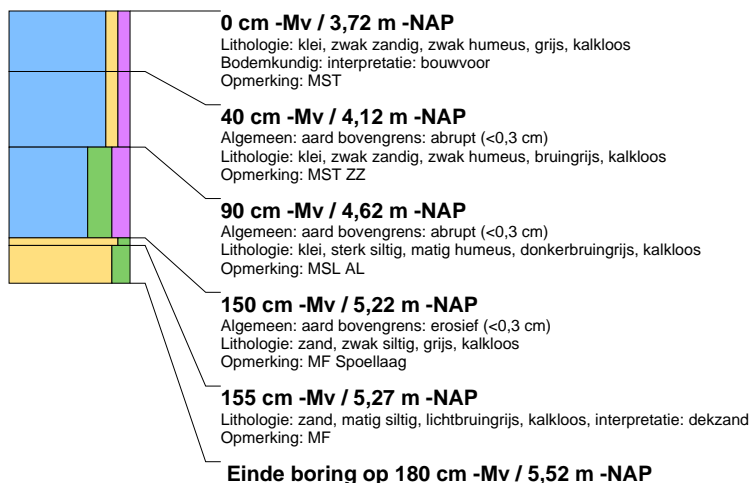 0 cm -Mv / 3,72 m -NAP
Lithologie: klei, zwak zandig, zwak humeus, grijs, kalkloos
Bodemkundig: interpretatie: bouwvoor
Opmerking: MST
40 cm -Mv / 4,12 m -NAP
Algemeen: aard bovengrens: abrupt (<0,3 cm)
Lithologie: klei, zwak zandig, zwak humeus, bruingrijs, kalkloos
Opmerking: MST ZZ
90 cm -Mv / 4,62 m -NAP
Algemeen: aard bovengrens: abrupt (<0,3 cm)
Lithologie: klei, sterk siltig, matig humeus, donkerbruingrijs, kalkloos
Opmerking: MSL AL
150 cm -Mv / 5,22 m -NAP
Algemeen: aard bovengrens: erosief (<0,3 cm)
Lithologie: zand, zwak siltig, grijs, kalkloos
Opmerking: MF Spoellaag
155 cm -Mv / 5,27 m -NAP
Lithologie: zand, matig siltig, lichtbruingrijs, kalkloos, interpretatie: dekzand
Opmerking: MF
Einde boring op 180 cm -Mv / 5,52 m -NAP